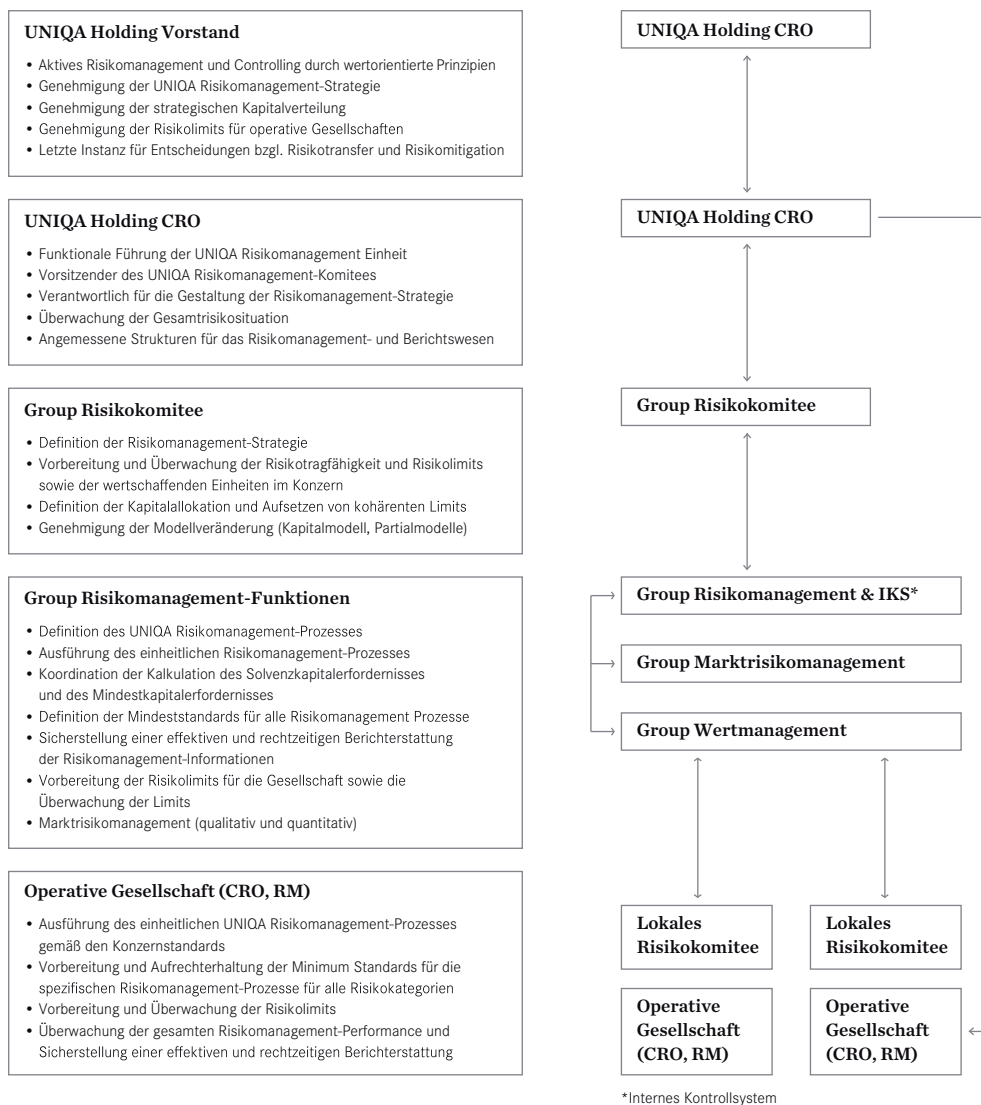 UNIQA Holding Vorstand
• Aktives Risikomanagement und Controlling durch wertorientierte Prinzipien
• Genehmigung der UNIQA Risikomanagement-Strategie
• Genehmigung der strategischen Kapitalverteilung
• Genehmigung der Risikolimits für operative Gesellschaften
• Letzte Instanz für Entscheidungen bzgl. Risikotransfer und Risikomitigation
UNIQA Holding CRO
• Funktionale Führung der UNIQA Risikomanagement Einheit
• Vorsitzender des UNIQA Risikomanagement-Komitees
• Verantwortlich für die Gestaltung der Risikomanagement-Strategie
• Überwachung der Gesamtrisikosituation
• Angemessene Strukturen für das Risikomanagement- und Berichtswesen
Group Risikokomitee
• Definition der Risikomanagement-Strategie
• Vorbereitung und Überwachung der Risikotragfähigkeit und Risikolimits
sowie der wertschaffenden Einheiten im Konzern
• Definition der Kapitalallokation und Aufsetzen von kohärenten Limits
• Genehmigung der Modellveränderung (Kapitalmodell, Partialmodelle)
Group Risikomanagement-Funktionen
• Definition des UNIQA Risikomanagement-Prozesses
• Ausführung des einheitlichen Risikomanagement-Prozesses
• Koordination der Kalkulation des Solvenzkapitalerfordernisses
und des Mindestkapitalerfordernisses
• Definition der Mindeststandards für alle Risikomanagement Prozesse
• Sicherstellung einer effektiven und rechtzeitigen Berichterstattung
der Risikomanagement-Informationen
• Vorbereitung der Risikolimits für die Gesellschaft sowie die
Überwachung der Limits
• Marktrisikomanagement (qualitativ und quantitativ)
Operative Gesellschaft (CRO, RM)
• Ausführung des einheitlichen UNIQA Risikomanagement-Prozesses
gemäß den Konzernstandards
• Vorbereitung und Aufrechterhaltung der Minimum Standards für die
spezifischen Risikomanagement-Prozesse für alle Risikokategorien
• Vorbereitung und Überwachung der Risikolimits
• Überwachung der gesamten Risikomanagement-Performance und
Sicherstellung einer effektiven und rechtzeitigen Berichterstattung
UNIQA Holding CRO
UNIQA Holding CRO
Group Risikokomitee
Group Risikomanagement & IKS*
Group Marktrisikomanagement
Group Wertmanagement
Lokales
Risikokomitee
Lokales
Risikokomitee
Operative
Gesellschaft
(CRO, RM)
Operative
Gesellschaft
(CRO, RM)
*Internes Kontrollsystem